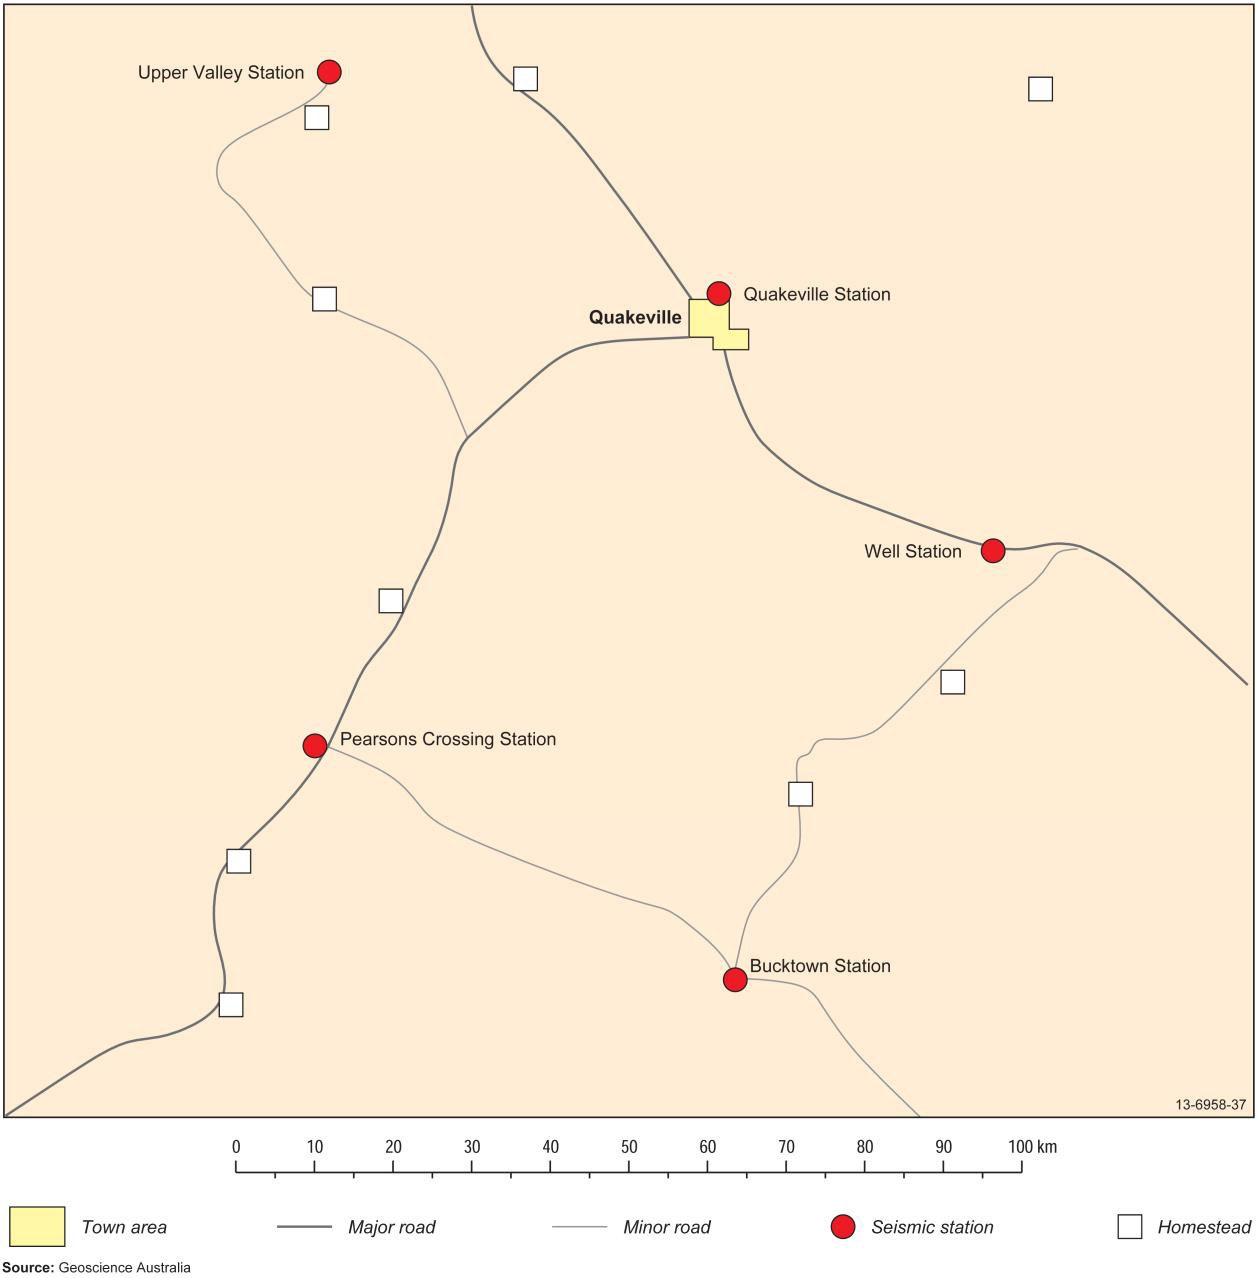 Upper Valley Station
Quakeville Station
Quakeville
Well Station
Pearsons Crossing Station
Bucktown Station
13-6958-37
0 10 20 30 40 50 60 70 80 90 100 km
Town area Major road Minor road Seismic station Homestead
Source: Geoscience Australia